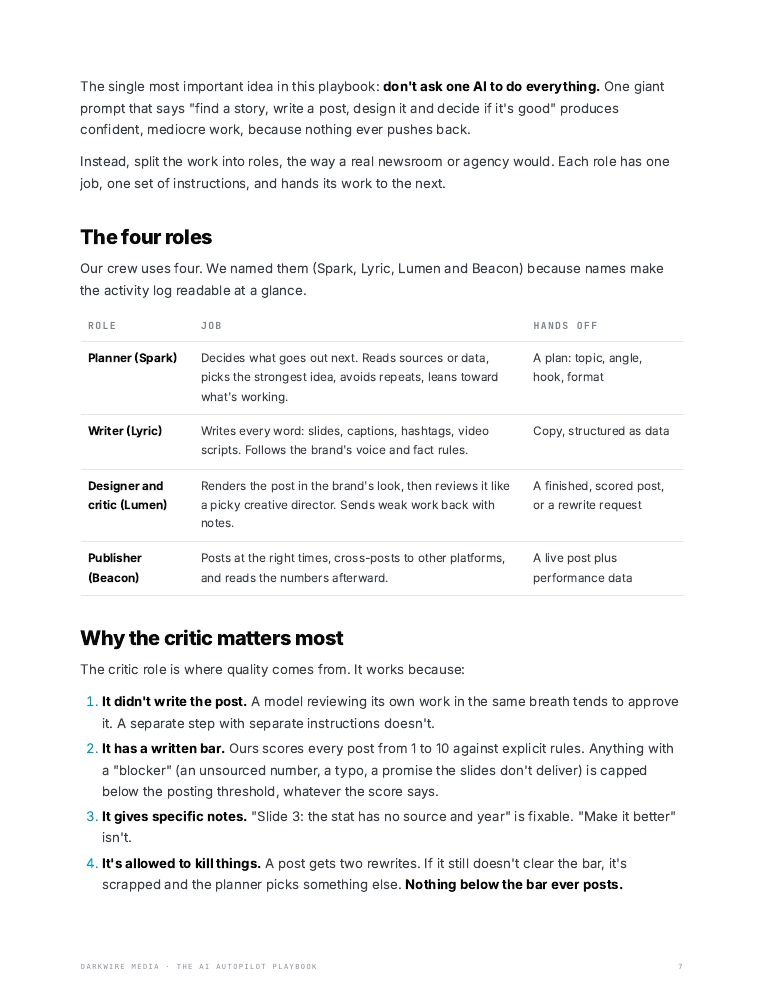 The single most important idea in this playbook: don't ask one AI to do everything. One giant
prompt that says "find a story, write a post, design it and decide if it's good" produces
confident, mediocre work, because nothing ever pushes back.
Instead, split the work into roles, the way a real newsroom or agency would. Each role has one
job, one set of instructions, and hands its work to the next.
The four roles
Our crew uses four. We named them (Spark, Lyric, Lumen and Beacon) because names make
the activity log readable at a glance.
ROLE JOB HANDS OFF
Planner (Spark) Decides what goes out next. Reads sources or data, A plan: topic, angle,
picks the strongest idea, avoids repeats, leans toward hook, format
what's working.
Writer (Lyric) Writes every word: slides, captions, hashtags, video Copy, structured as data
scripts. Follows the brand's voice and fact rules.
Designer and Renders the post in the brand's look, then reviews it like A finished, scored post,
critic (Lumen) a picky creative director. Sends weak work back with or a rewrite request
notes.
Publisher Posts at the right times, cross-posts to other platforms, A live post plus
(Beacon) and reads the numbers afterward. performance data
Why the critic matters most
The critic role is where quality comes from. It works because:
1. It didn't write the post. A model reviewing its own work in the same breath tends to approve
it. A separate step with separate instructions doesn't.
2. It has a written bar. Ours scores every post from 1 to 10 against explicit rules. Anything with
a "blocker" (an unsourced number, a typo, a promise the slides don't deliver) is capped
below the posting threshold, whatever the score says.
3. It gives specific notes. "Slide 3: the stat has no source and year" is fixable. "Make it better"
isn't.
4. It's allowed to kill things. A post gets two rewrites. If it still doesn't clear the bar, it's
scrapped and the planner picks something else. Nothing below the bar ever posts.
DARKWIRE MEDIA · THE AI AUTOPILOT PLAYBOOK 7